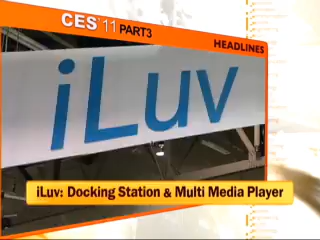 CES '11 PART3
HEADLINES
iLuv
iLuv: Docking Station & Multi Media Player